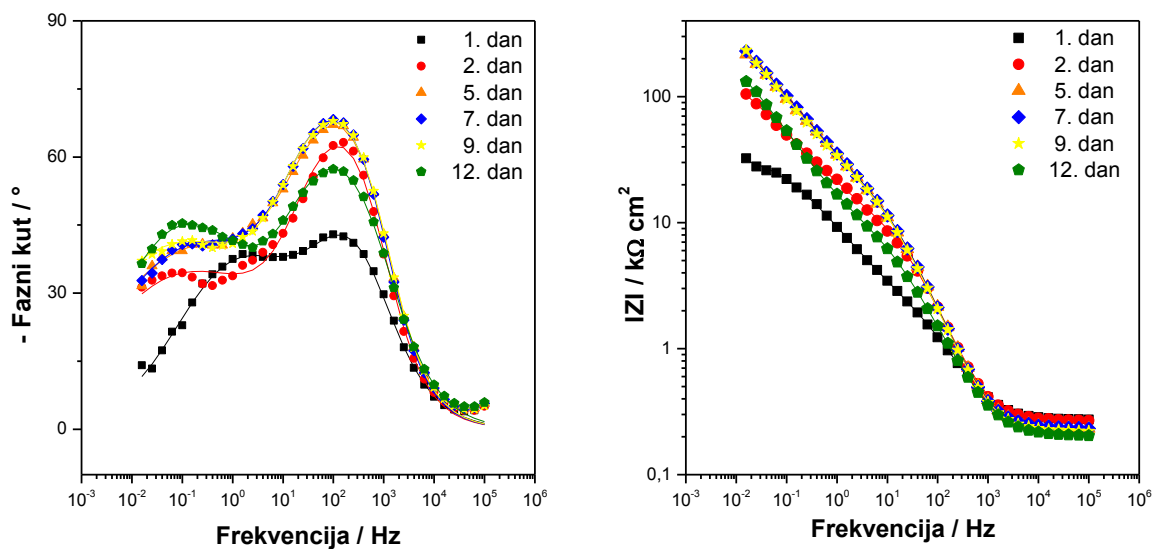 - Fazni kut / °
90
60
30
0
10-3
10-2
10-1
100
101
102
103
104
105
106
Frekvencija / Hz
1. dan
2. dan
5. dan
7. dan
9. dan
12. dan
IZI / kΩ cm2
100
10
1
0,1
10-3
10-2
10-1
100
101
102
103
104
105
106
Frekvencija / Hz
1. dan
2. dan
5. dan
7. dan
9. dan
12. dan